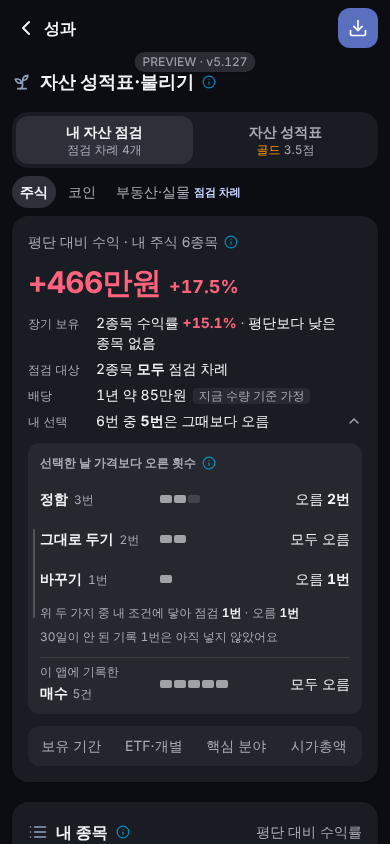 성과
PREVIEW · v5.127
자산 성적표·불리기
내 자산 점검
점검 차례 4개
자산 성적표
골드 3.5점
주식
코인
부동산·실물 점검 차례
평단 대비 수익 · 내 주식 6종목
+466만원 +17.5%
장기 보유 2종목 수익률 +15.1% · 평단보다 낮은
종목 없음
점검 대상 2종목 모두 점검 차례
배당 1년 약 85만원 지금 수량 기준 가정
내 선택 6번 중 5번은 그때보다 오름
선택한 날 가격보다 오른 횟수
정함 3번 오름 2번
그대로 두기 2번 모두 오름
바꾸기 1번 오름 1번
위 두 가지 중 내 조건에 닿아 점검 1번 · 오름 1번
30일이 안 된 기록 1번은 아직 넣지 않았어요
이 앱에 기록한
매수 5건 모두 오름
보유 기간 ETF·개별 핵심 분야 시가총액
내 종목 평단 대비 수익률